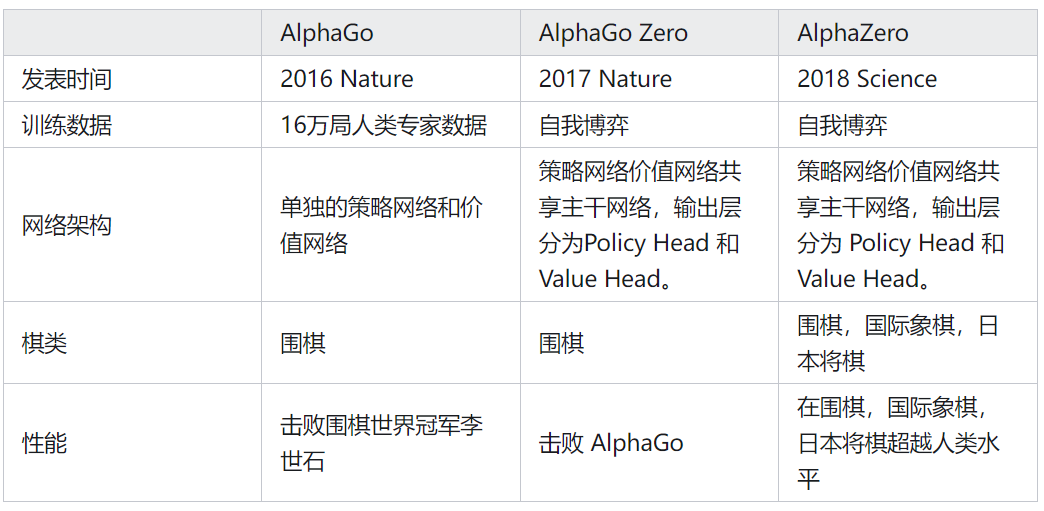 AlphaGo AlphaGo Zero AlphaZero
发表时间 2016 Nature 2017 Nature 2018 Science
训练数据 16万局人类专家数据 自我博弈 自我博弈
网络架构
单独的策略网络和价
值网络
策略网络价值网络共
享主干网络，输出层
分为Policy Head 和
Value Head。
策略网络价值网络共
享主干网络，输出层
分为 Policy Head 和
Value Head。
棋类
围棋
围棋
围棋，国际象棋，日
本将棋
性能
击败围棋世界冠军李
世石
击败 AlphaGo
在围棋，国际象棋，
日本将棋超越人类水
平